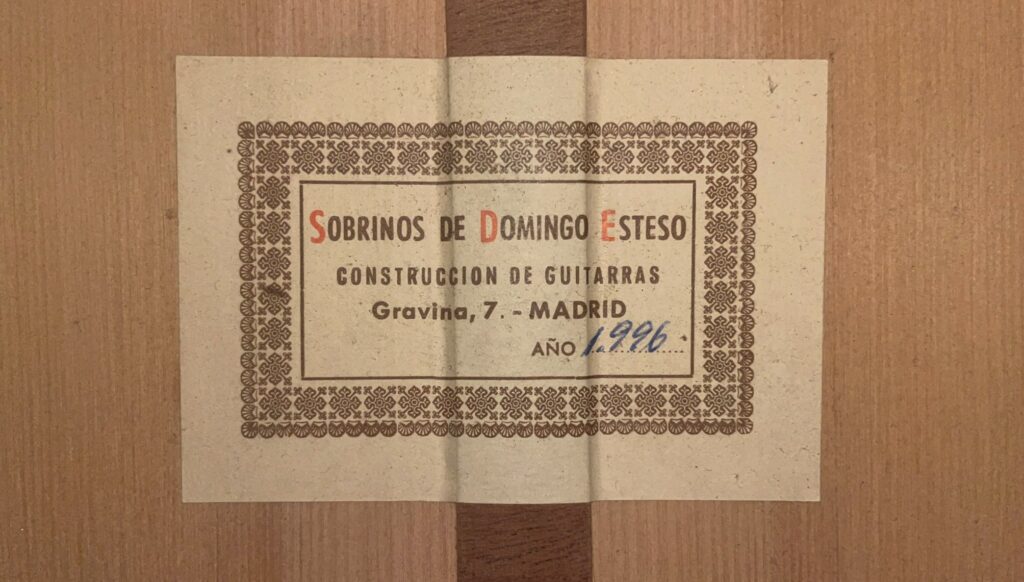 SOBRINOS DE DOMINGO ESTESO
CONSTRUCCION DE GUITARRAS
Gravina, 7. - MADRID
AÑO 1.996